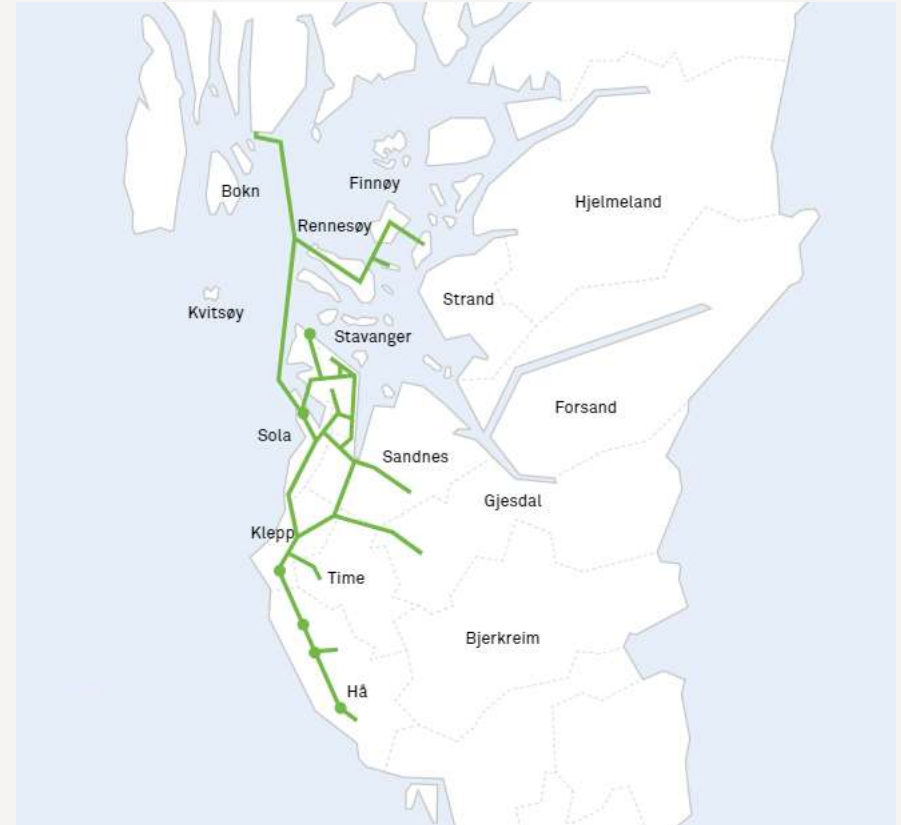 Bokn
Finnøy
Hjelmeland
Rennesøy
Strand
Kvitsøy
Stavanger
Forsand
Sola
Sandnes
Gjesdal
Klepp
Time
Bjerkreim
Hå